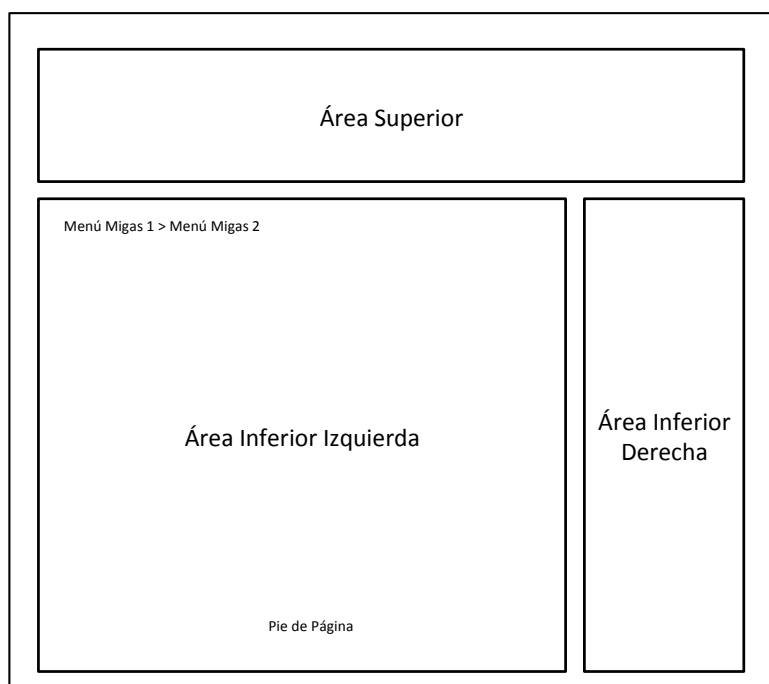 Área Superior
Menú Migas 1 > Menú Migas 2
Área Inferior Izquierda
Área Inferior
Derecha
Pie de Página